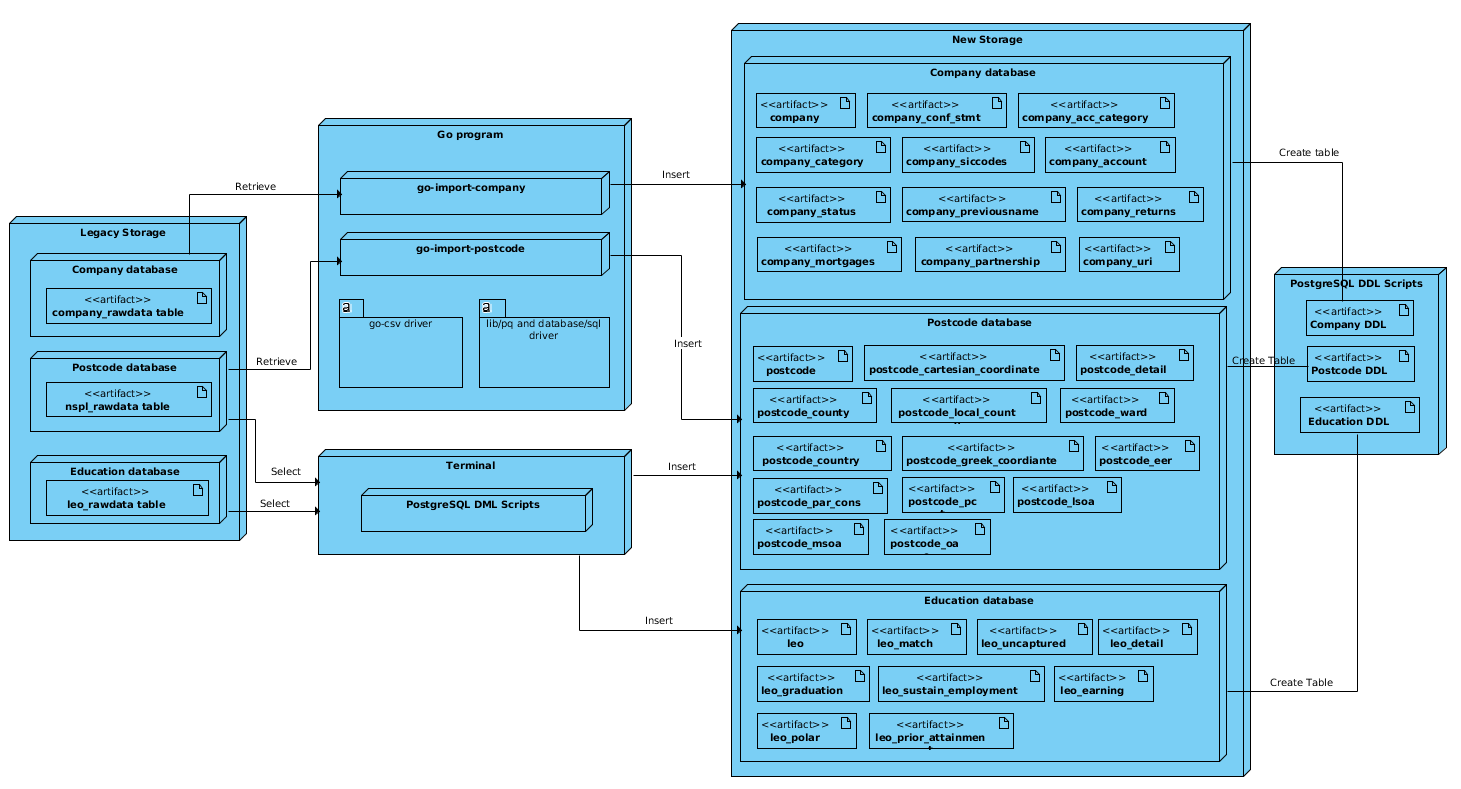 New Storage
Company database
<<artifact>>
company
<<artifact>>
company_conf_stmt
<<artifact>>
company_acc_category
<<artifact>>
company_category
<<artifact>>
company_siccodes
<<artifact>>
company_account
<<artifact>>
company_status
<<artifact>>
company_previousname
<<artifact>>
company_returns
<<artifact>>
company_mortgages
<<artifact>>
company_partnership
<<artifact>>
company_uri
Postcode database
<<artifact>>
postcode
<<artifact>>
postcode_cartesian_coordinate
<<artifact>>
postcode_detail
<<artifact>>
postcode_county
<<artifact>>
postcode_local_count
<<artifact>>
postcode_ward
<<artifact>>
postcode_country
<<artifact>>
postcode_greek_coordiante
<<artifact>>
postcode_eer
<<artifact>>
postcode_par_cons
<<artifact>>
postcode_pc
<<artifact>>
postcode_lsoa
<<artifact>>
postcode_msoa
<<artifact>>
postcode_oa
Education database
<<artifact>>
leo
<<artifact>>
leo_match
<<artifact>>
leo_uncaptured
<<artifact>>
leo_detail
<<artifact>>
leo_graduation
<<artifact>>
leo_sustain_employment
<<artifact>>
leo_earning
<<artifact>>
leo_polar
<<artifact>>
leo_prior_attainmen
Go program
go-import-company
go-import-postcode
a
go-csv driver
a
lib/pq and database/sql
driver
Terminal
PostgreSQL DML Scripts
Legacy Storage
Company database
<<artifact>>
company_rawdata table
Postcode database
<<artifact>>
nspl_rawdata table
Education database
<<artifact>>
leo_rawdata table
PostgreSQL DDL Scripts
<<artifact>>
Company DDL
<<artifact>>
Postcode DDL
<<artifact>>
Education DDL
Retrieve
Retrieve
Select
Select
Insert
Insert
Insert
Insert
Create table
Create Table
Create Table